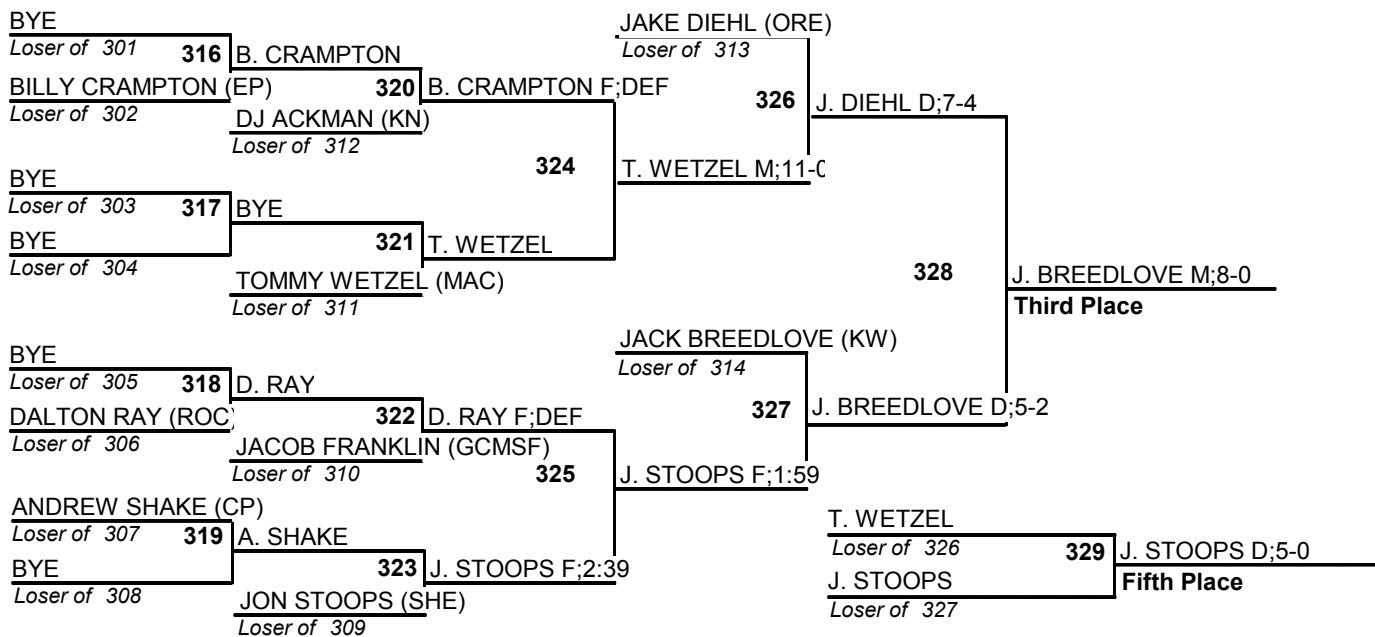 BYE
Loser of 301
316
B. CRAMPTON
BILLY CRAMPTON (EP)
Loser of 302
320
B. CRAMPTON F;DEF
DJ ACKMAN (KN)
Loser of 312
324
BYE
Loser of 303
317
BYE
BYE
Loser of 304
321
T. WETZEL
TOMMY WETZEL (MAC)
Loser of 311
JAKE DIEHL (ORE)
Loser of 313
326
J. DIEHL D;7-4
T. WETZEL M;11-0
328
J. BREEDLOVE M;8-0
Third Place
BYE
Loser of 305
318
D. RAY
DALTON RAY (ROC)
Loser of 306
322
D. RAY F;DEF
JACOB FRANKLIN (GCMSF)
Loser of 310
325
ANDREW SHAKE (CP)
Loser of 307
319
A. SHAKE
BYE
Loser of 308
323
J. STOOPS F;2:39
JON STOOPS (SHE)
Loser of 309
JACK BREEDLOVE (KW)
Loser of 314
327
J. BREEDLOVE D;5-2
J. STOOPS F;1:59
T. WETZEL
Loser of 326
329
J. STOOPS D;5-0
Fifth Place
J. STOOPS
Loser of 327